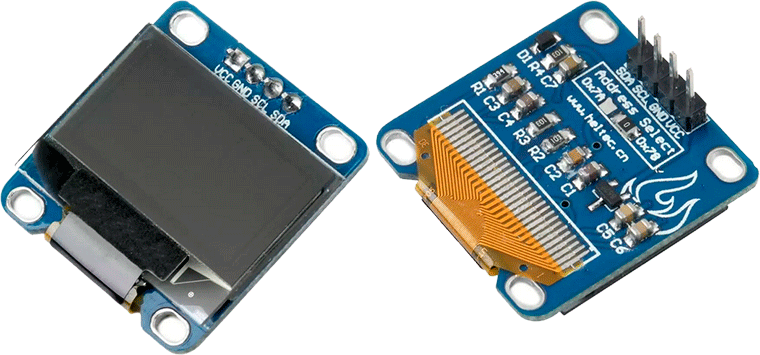 VCC GND SCL SDA
SDA SCL GND VCC
D1 R4 C7
Address Select
0x7A 0x78
www.heltec.cn
R1 C3 C4
R3 R2 C2 C1
C5 C6